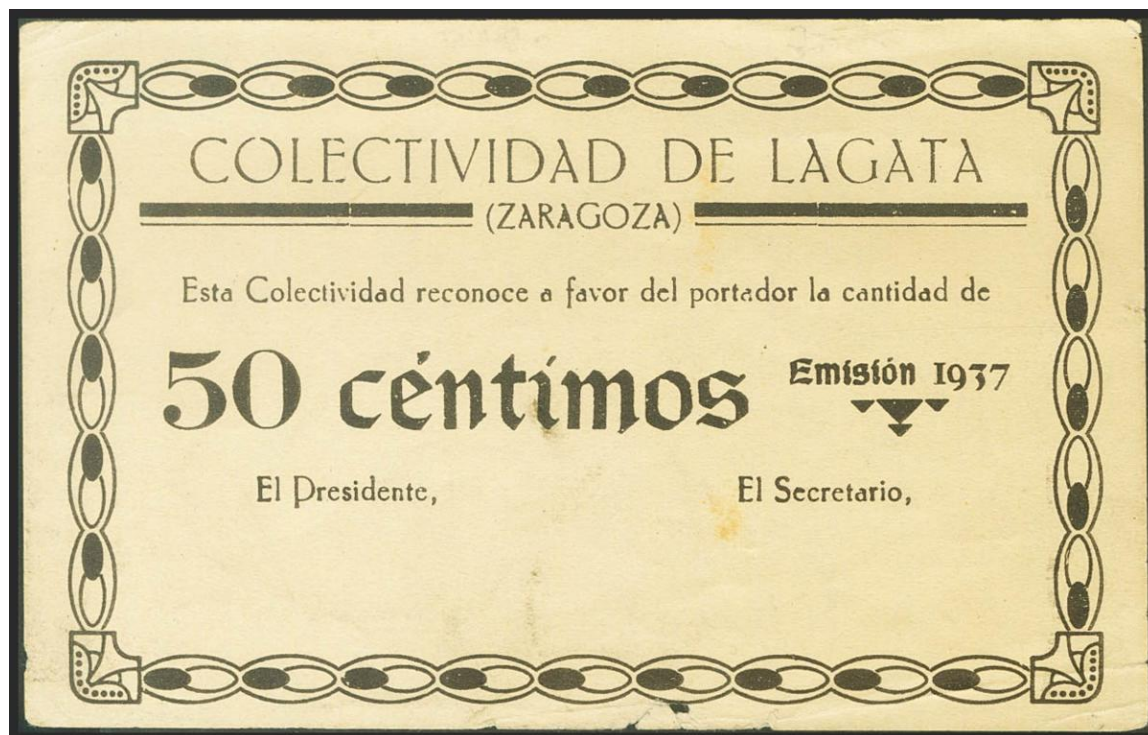 COLECTIVIDAD DE LAGATA
(ZARAGOZA)
Esta Colectividad reconoce a favor del portador la cantidad de
50 céntimos
Emisión 1937
El Presidente,
El Secretario,